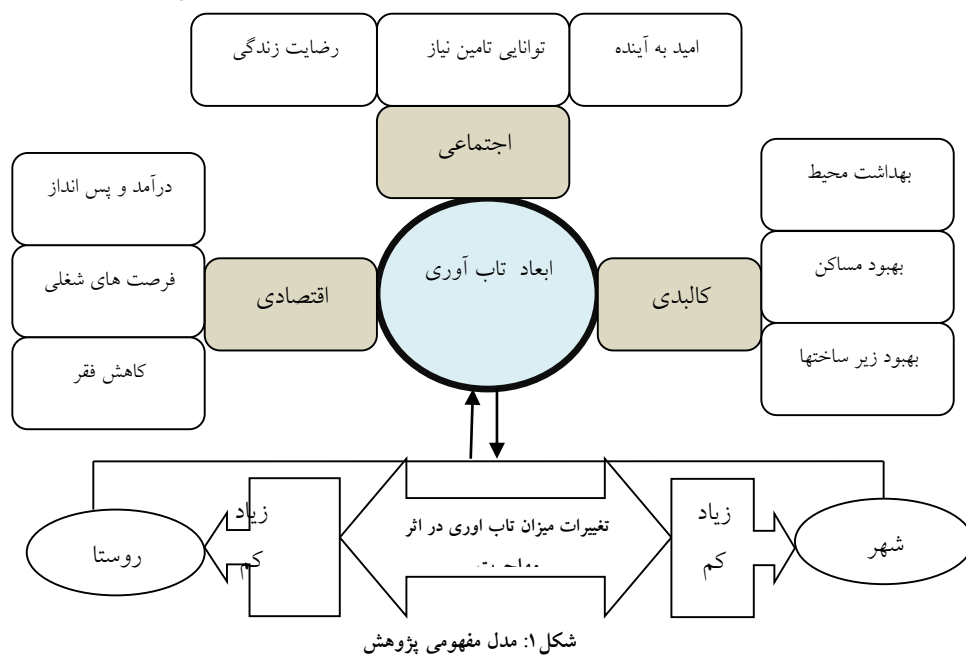 امید به آینده
توانایی تامین نیاز
رضایت زندگی
اجتماعی
بهداشت محیط
بهبود مساکن
بهبود زیر ساختها
کالبدی
ابعاد تاب آوری
اقتصادی
درآمد و پس انداز
فرصت های شغلی
کاهش فقر
شهر
زیاد
کم
تغییرات میزان تاب اوری در اثر
زیاد
کم
روستا
شکل۱: مدل مفهومی پژوهش